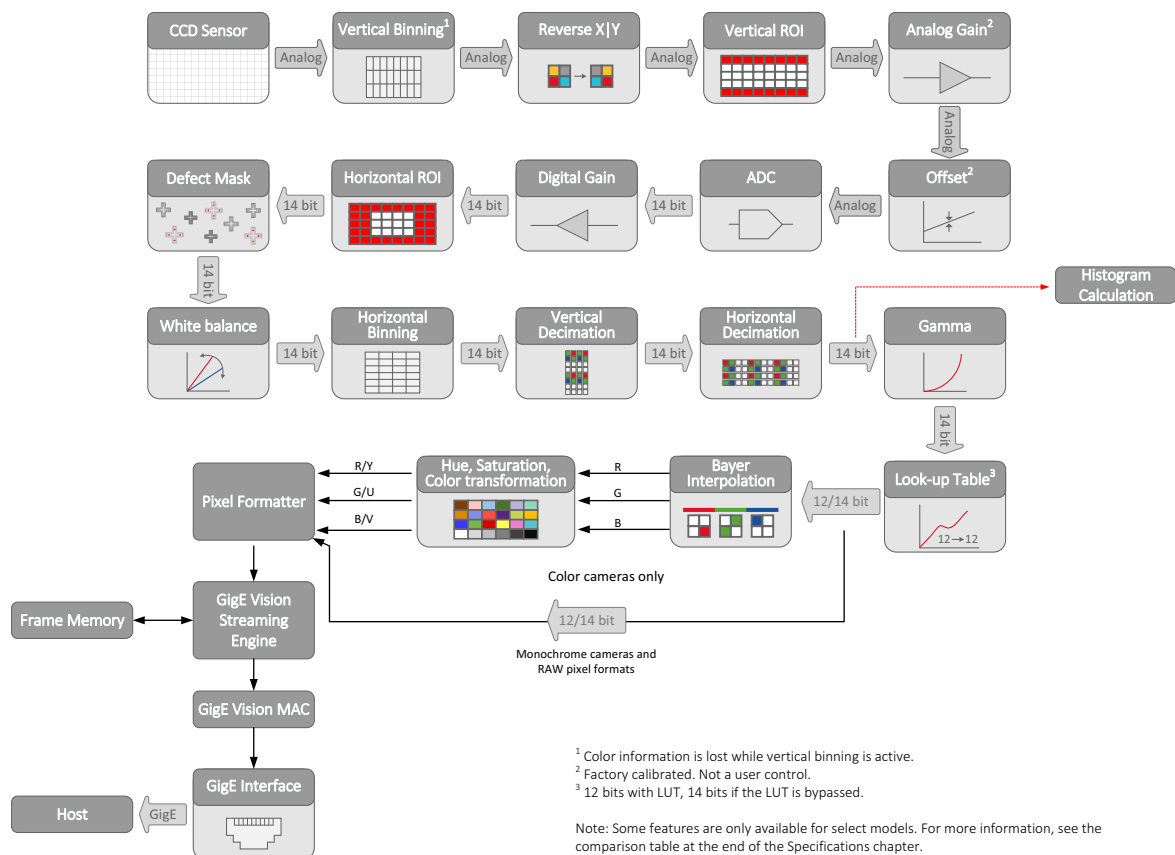 CCD Sensor
Analog
Vertical Binning¹
Analog
Reverse X|Y
Analog
Vertical ROI
Analog
Analog Gain²
Analog
Defect Mask
14 bit
Horizontal ROI
14 bit
Digital Gain
14 bit
ADC
Analog
Offset²
14 bit
Histogram
Calculation
White balance
14 bit
Horizontal
Binning
14 bit
Vertical
Decimation
14 bit
Horizontal
Decimation
14 bit
Gamma
14 bit
Pixel Formatter
R/Y
G/U
B/V
Hue, Saturation,
Color transformation
R
G
B
Bayer
Interpolation
12/14 bit
Look-up Table³
12→12
Color cameras only
Frame Memory
GigE Vision
Streaming
Engine
12/14 bit
Monochrome cameras and
RAW pixel formats
GigE Vision MAC
GigE Interface
Host
GigE
¹ Color information is lost while vertical binning is active.
² Factory calibrated. Not a user control.
³ 12 bits with LUT, 14 bits if the LUT is bypassed.
Note: Some features are only available for select models. For more information, see the
comparison table at the end of the Specifications chapter.